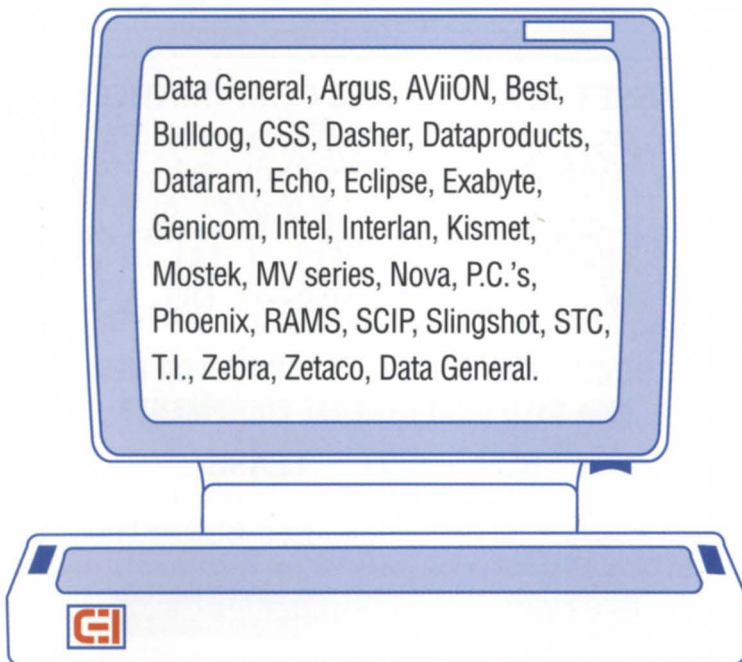 Data General, Argus, AViiON, Best,
Bulldog, CSS, Dasher, Dataproducts,
Dataram, Echo, Eclipse, Exabyte,
Genicom, Intel, Interlan, Kismet,
Mostek, MV series, Nova, P.C.'s,
Phoenix, RAMS, SCIP, Slingshot, STC,
T.I., Zebra, Zetaco, Data General.